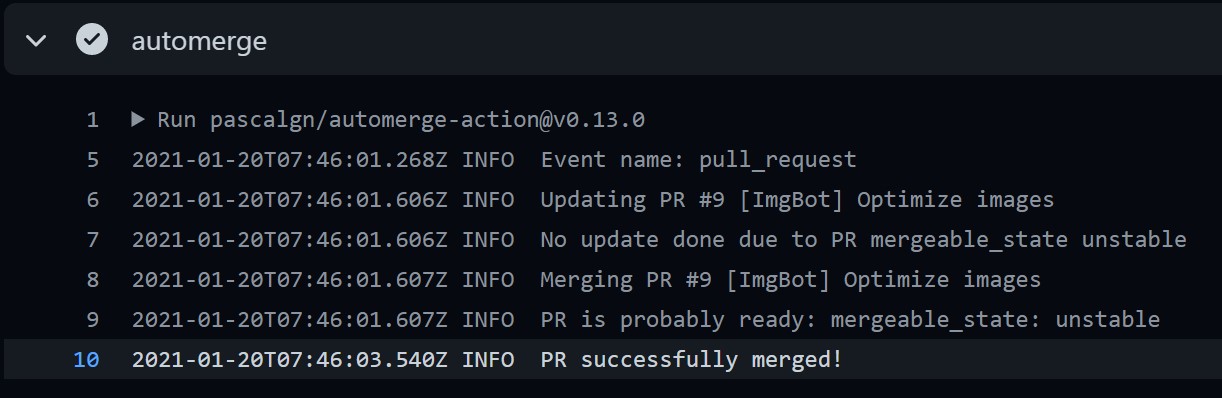 automerge
1 Run pascalgn/automerge-action@v0.13.0
5 2021-01-20T07:46:01.268Z INFO Event name: pull_request
6 2021-01-20T07:46:01.606Z INFO Updating PR #9 [ImgBot] Optimize images
7 2021-01-20T07:46:01.606Z INFO No update done due to PR mergeable_state unstable
8 2021-01-20T07:46:01.607Z INFO Merging PR #9 [ImgBot] Optimize images
9 2021-01-20T07:46:01.607Z INFO PR is probably ready: mergeable_state: unstable
10 2021-01-20T07:46:03.540Z INFO PR successfully merged!